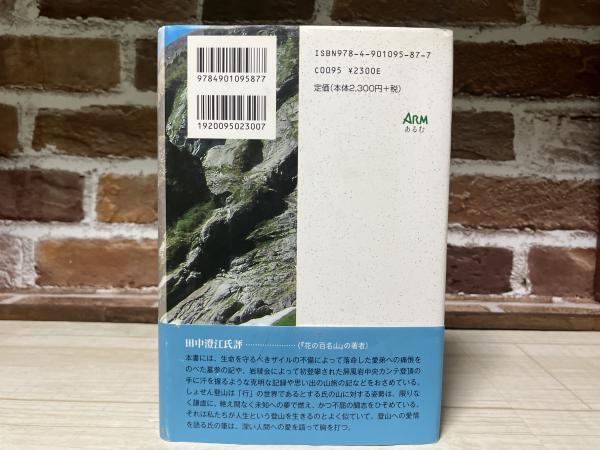 9784901095877
1920095023007
ISBN978-4-901095-87-7
C0095 ¥2300E
定価(本体2,300円+税)
ARM
あるむ
田中澄江氏評 ………………… (『花の百名山』の著者)
本書には、生命を守るべきザイルの不備によって落命した愛弟への痛恨を
のべた墓参の記や、岩稜会によって初登攀された屏風岩中央カンテ登頂の
手に汗を握るような克明な記録や思い出の山旅の記などをおさめている。
しょせん登山は「行」の世界であるとする氏の山に対する姿勢は、限りな
く謙虚に、絶え間なく未知への夢で燃え、かつ不屈の闘志をひそめている。
それは私たちが人生という登山を生きるのとよく似ていて、登山への愛情
を語る氏の筆は、深い人間への愛を語って胸を打つ。